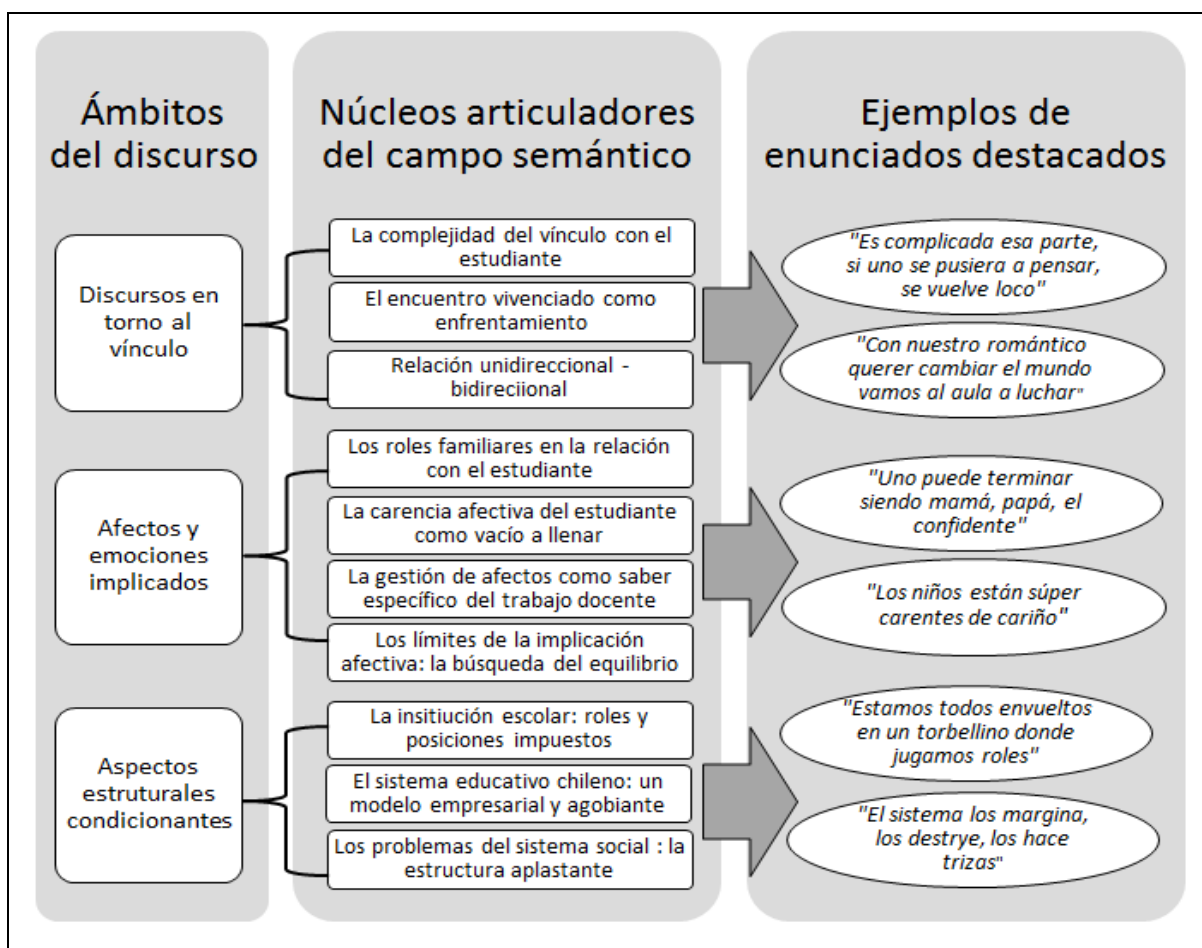 Ámbitos
del discurso
Núcleos articuladores
del campo semántico
Ejemplos de
enunciados destacados
Discursos en
torno al
vínculo
La complejidad del vínculo con el
estudiante
El encuentro vivenciado como
enfrentamiento
Relación unidireccional -
bidireciional
"Es complicada esa parte,
si uno se pusiera a pensar,
se vuelve loco"
"Con nuestro romántico
querer cambiar el mundo
vamos al aula a luchar"
Afectos y
emociones
implicados
Los roles familiares en la relación
con el estudiante
La carencia afectiva del estudiante
como vacío a llenar
La gestión de afectos como saber
específico del trabajo docente
Los límites de la implicación
afectiva: la búsqueda del equilibrio
"Uno puede terminar
siendo mamá, papá, el
confidente"
"Los niños están súper
carentes de cariño"
Aspectos
estruturales
condicionantes
La insitiución escolar: roles y
posiciones impuestos
El sistema educativo chileno: un
modelo empresarial y agobiante
Los problemas del sistema social : la
estructura aplastante
"Estamos todos envueltos
en un torbellino donde
jugamos roles"
"El sistema los margina,
los destrye, los hace
trizas"